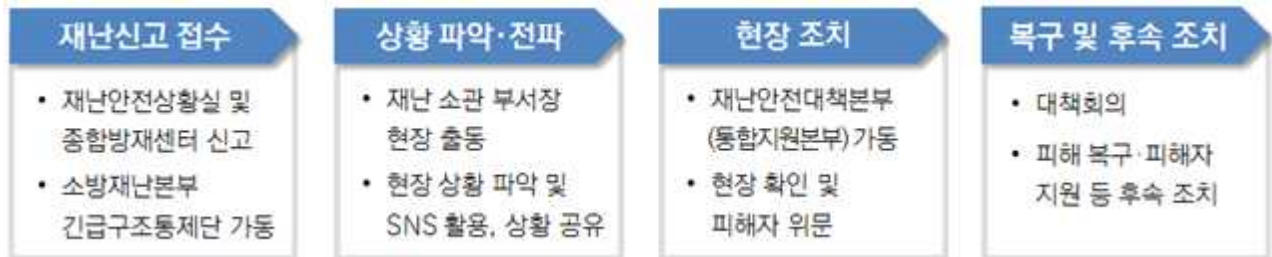 재난신고 접수
• 재난안전상황실 및
종합방재센터 신고
• 소방재난본부
긴급구조통제단 가동
상황 파악·전파
• 재난 소관 부서장
현장 출동
• 현장 상황 파악 및
SNS 활용, 상황 공유
현장 조치
• 재난안전대책본부
(통합지원본부) 가동
• 현장 확인 및
피해자 위문
복구 및 후속 조치
• 대책회의
• 피해 복구·피해자
지원 등 후속 조치